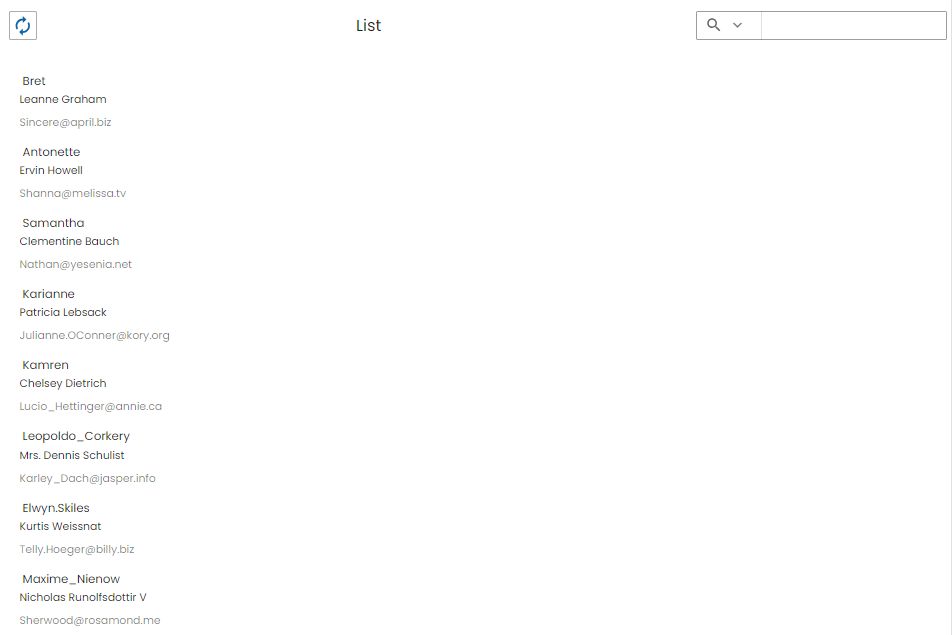 List
Bret
Leanne Graham
Sincere@april.biz
Antonette
Ervin Howell
Shanna@melissa.tv
Samantha
Clementine Bauch
Nathan@yesenia.net
Karianne
Patricia Lebsack
Julianne.OConner@kory.org
Kamren
Chelsey Dietrich
Lucio_Hettinger@annie.ca
Leopoldo_Corkery
Mrs. Dennis Schulist
Karley_Dach@jasper.info
Elwyn.Skiles
Kurtis Weissnat
Telly.Hoeger@billy.biz
Maxime_Nienow
Nicholas Runolfsdottir V
Sherwood@rosamond.me